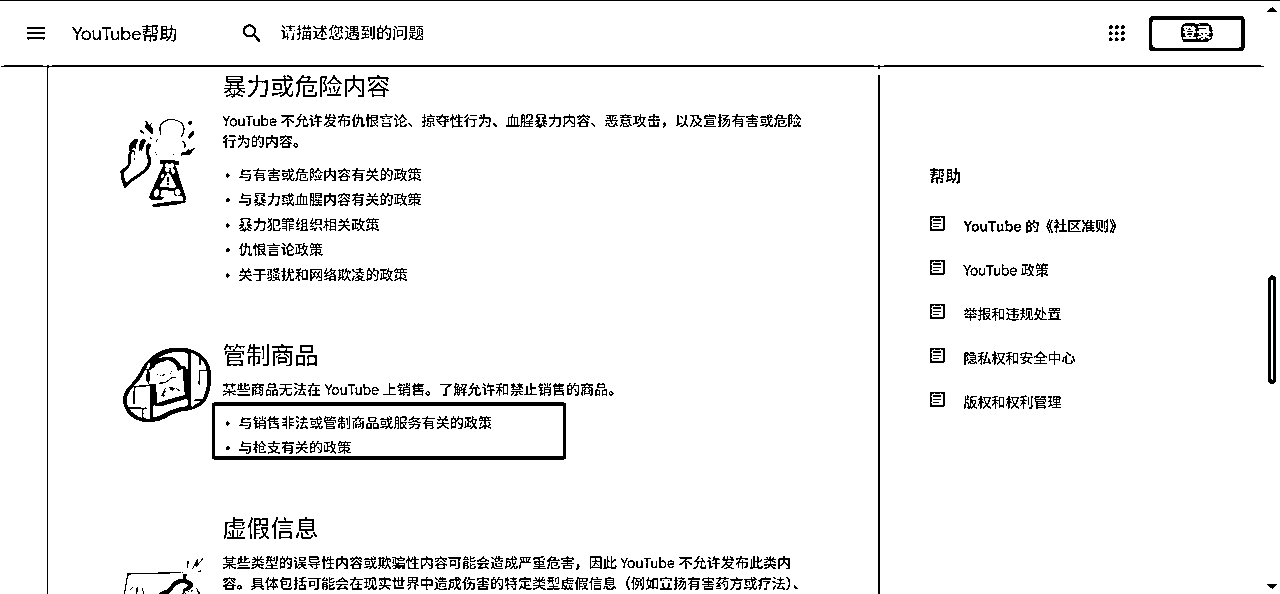 YouTube帮助
请描述您遇到的问题
登录
暴力或危险内容
YouTube 不允许发布仇恨言论、掠夺性行为、血腥暴力内容、恶意攻击，以及宣扬有害或危险
行为的内容。
• 与有害或危险内容有关的政策
• 与暴力或血腥内容有关的政策
• 暴力犯罪组织相关政策
• 仇恨言论政策
• 关于骚扰和网络欺凌的政策
管制商品
某些商品无法在 YouTube 上销售。了解允许和禁止销售的商品。
• 与销售非法或管制商品或服务有关的政策
• 与枪支有关的政策
虚假信息
某些类型的误导性内容或欺骗性内容可能会造成严重危害，因此 YouTube 不允许发布此类内
容。具体包括可能会在现实世界中造成伤害的特定类型虚假信息（例如宣扬有害药方或疗法）、
帮助
YouTube 的《社区准则》
YouTube 政策
举报和违规处置
隐私权和安全中心
版权和权利管理